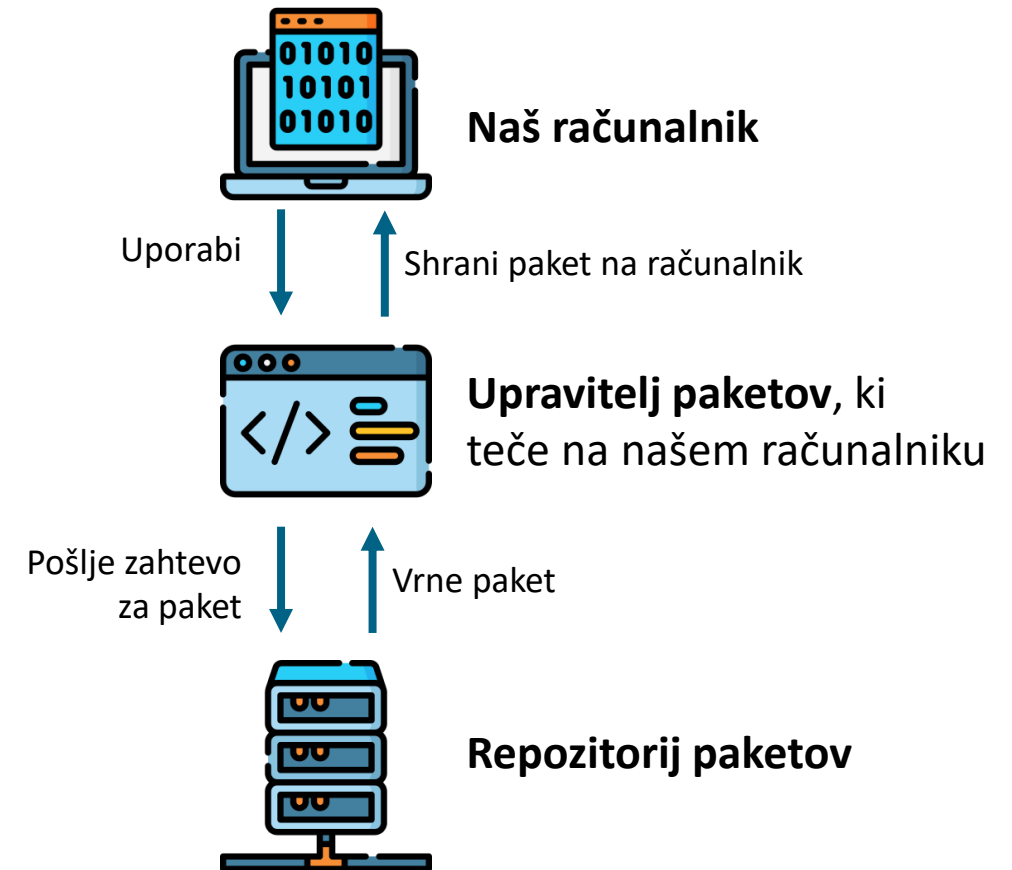 01010
10101
01010
Naš računalnik
Uporabi
Shrani paket na računalnik
</>
Upravitelj paketov, ki
teče na našem računalniku
Pošlje zahtevo
za paket
Vrne paket
Repozitorij paketov